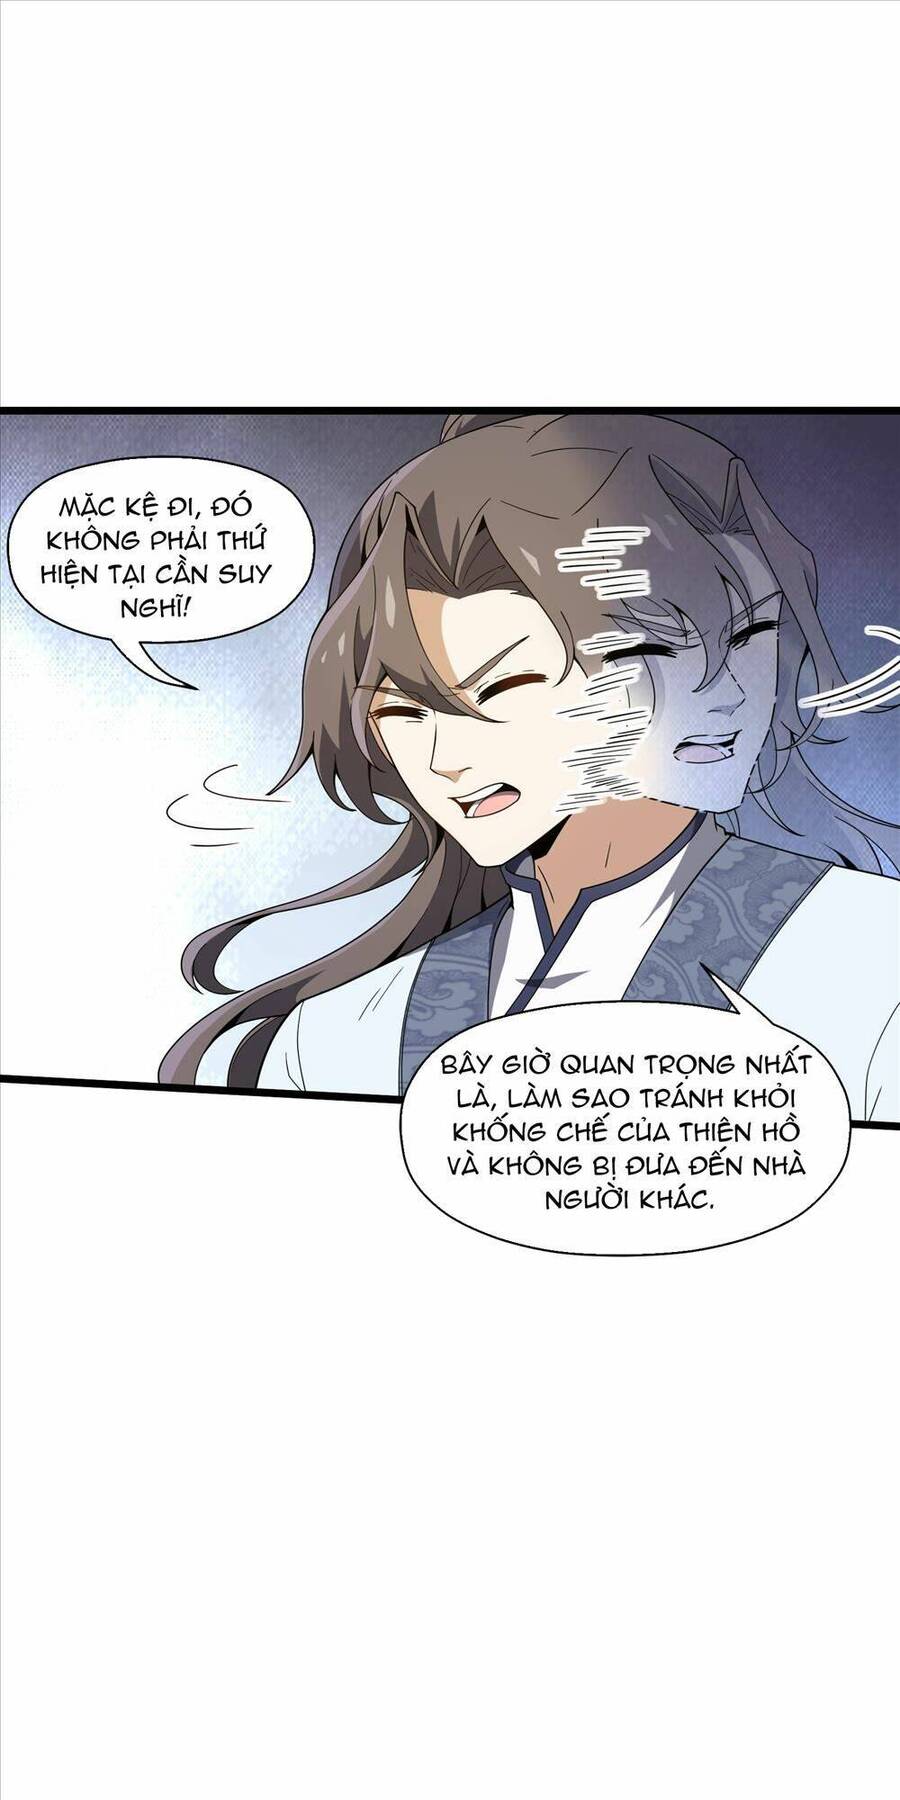 MẶC KỆ ĐI, ĐÓ
KHÔNG PHẢI THỨ
HIỆN TẠI CẦN SUY
NGHĨ!
BÂY GIỜ QUAN TRỌNG NHẤT
LÀ, LÀM SAO TRÁNH KHỎI
KHỐNG CHẾ CỦA THIÊN HỒ
VÀ KHÔNG BỊ ĐƯA ĐẾN NHÀ
NGƯỜI KHÁC.